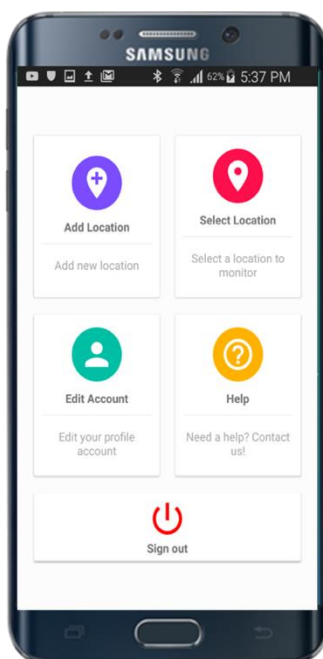 SAMSUNG
62% 5:37 PM
Add Location
Add new location
Select Location
Select a location to
monitor
Edit Account
Edit your profile
account
Help
Need a help? Contact
us!
Sign out